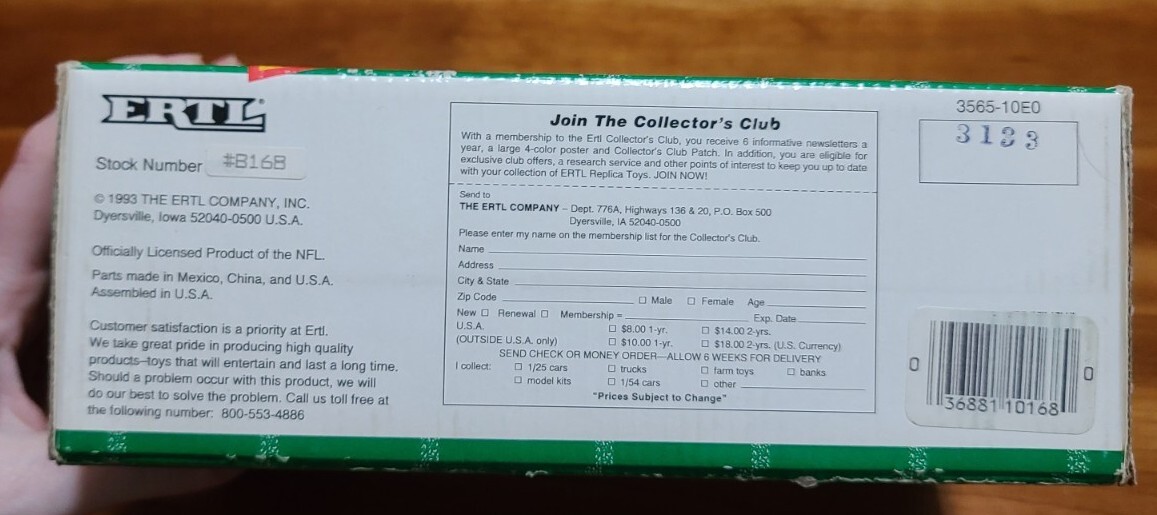 ERTL®
Stock Number #B168
© 1993 THE ERTL COMPANY, INC.
Dyersville, Iowa 52040-0500 U.S.A.
Officially Licensed Product of the NFL.
Parts made in Mexico, China, and U.S.A.
Assembled in U.S.A.
Customer satisfaction is a priority at Ertl.
We take great pride in producing high quality
products–toys that will entertain and last a long time.
Should a problem occur with this product, we will
do our best to solve the problem. Call us toll free at
the following number: 800-553-4886
Join The Collector's Club
With a membership to the Ertl Collector's Club, you receive 6 informative newsletters a
year, a large 4-color poster and Collector's Club Patch. In addition, you are eligible for
exclusive club offers, a research service and other points of interest to keep you up to date
with your collection of ERTL Replica Toys. JOIN NOW!
Send to
THE ERTL COMPANY – Dept. 776A, Highways 136 & 20, P.O. Box 500
Dyersville, IA 52040-0500
Please enter my name on the membership list for the Collector's Club.
Name
Address
City & State
Zip Code □ Male □ Female Age
New □ Renewal □ Membership = Exp. Date
U.S.A. □ $8.00 1-yr. □ $14.00 2-yrs.
(OUTSIDE U.S.A. only) □ $10.00 1-yr. □ $18.00 2-yrs. (U.S. Currency)
SEND CHECK OR MONEY ORDER—ALLOW 6 WEEKS FOR DELIVERY
I collect: □ 1/25 cars □ trucks □ farm toys □ banks
□ model kits □ 1/54 cars □ other
"Prices Subject to Change"
3565-10E0
3193
0 36881 10168 0